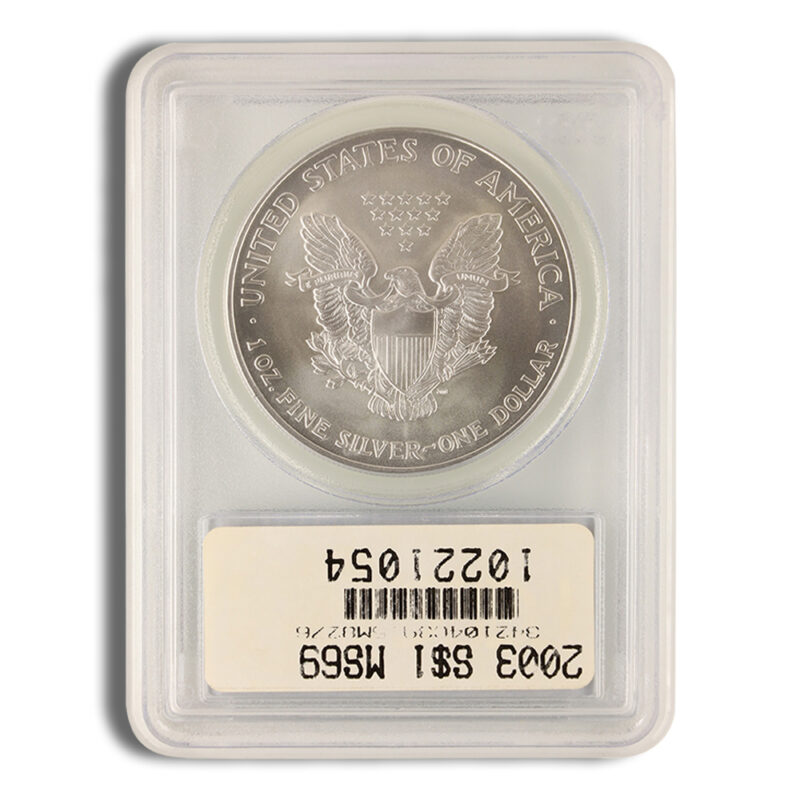 UNITED STATES OF AMERICA
E PLURIBUS UNUM
1 OZ. FINE SILVER~ONE DOLLAR
2003 S$1 MS69
10221054